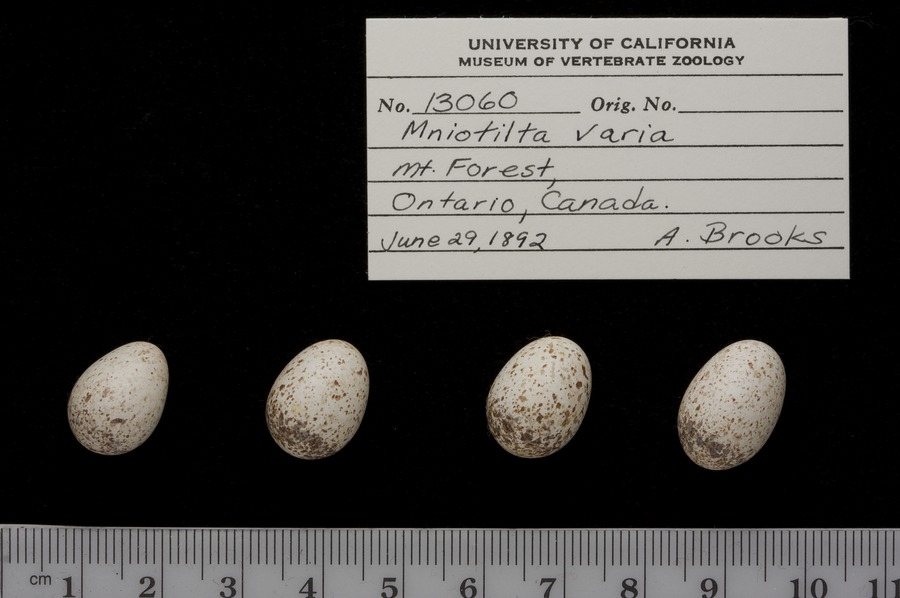 UNIVERSITY OF CALIFORNIA
MUSEUM OF VERTEBRATE ZOOLOGY
No. 13060 Orig. No.
Mniotilta varia
Mt. Forest,
Ontario, Canada.
June 29, 1892 A. Brooks
cm 1 2 3 4 5 6 7 8 9 10 11